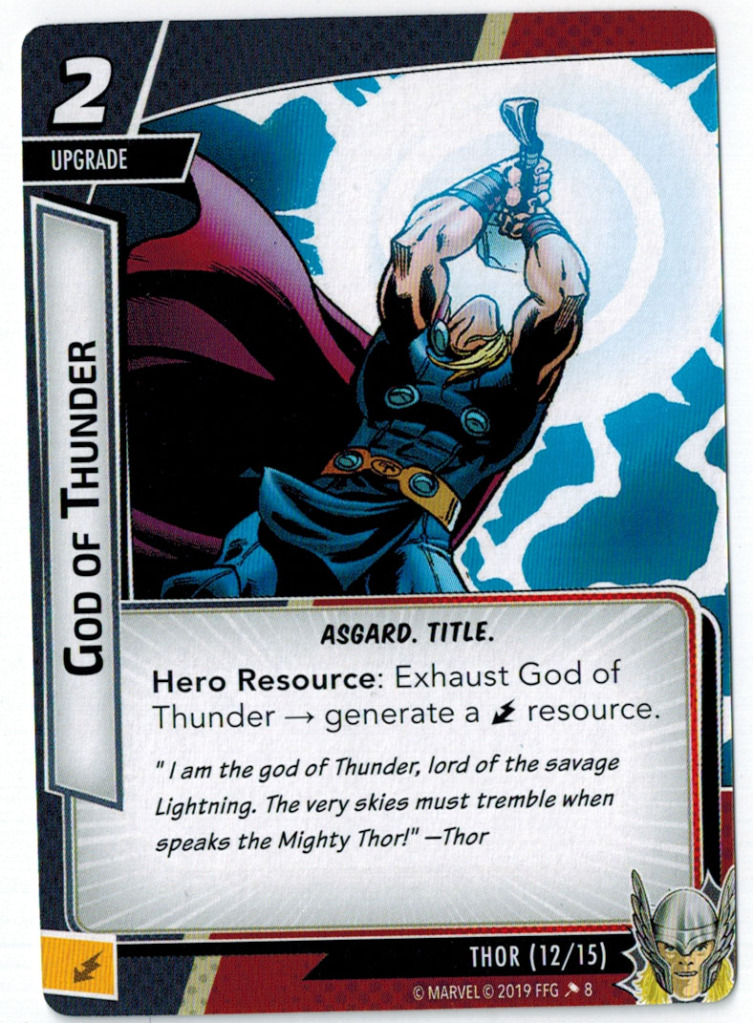 2
UPGRADE
GOD OF THUNDER
ASGARD. TITLE.
Hero Resource: Exhaust God of
Thunder → generate a resource.
"I am the god of Thunder, lord of the savage
Lightning. The very skies must tremble when
speaks the Mighty Thor!" —Thor
THOR (12/15)
© MARVEL © 2019 FFG 8